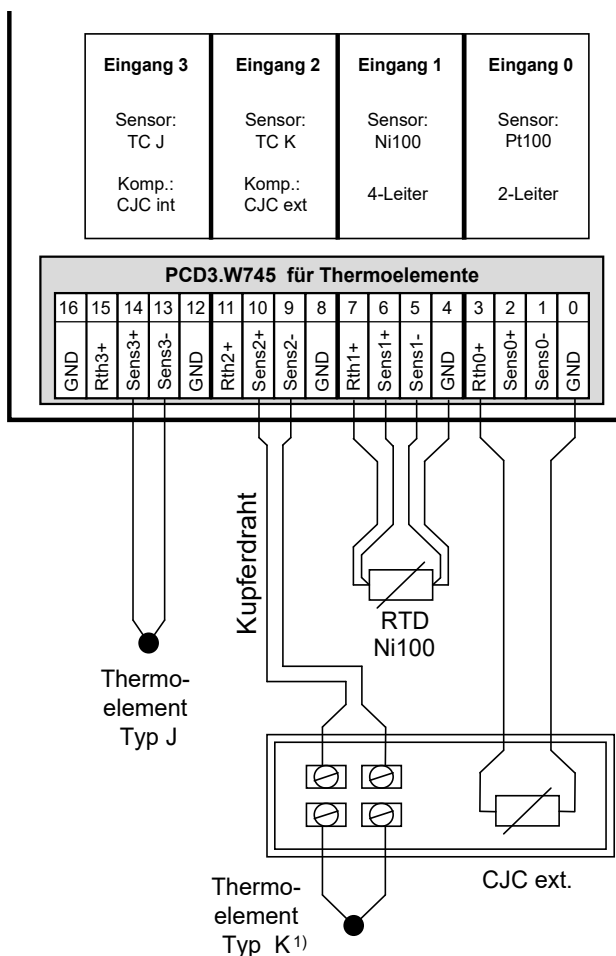 Eingang 3 Eingang 2 Eingang 1 Eingang 0
Sensor: Sensor: Sensor: Sensor:
TC J TC K Ni100 Pt100
Komp.: Komp.: 4-Leiter 2-Leiter
CJC int CJC ext
PCD3.W745 für Thermoelemente
16 15 14 13 12 11 10 9 8 7 6 5 4 3 2 1 0
GND Rth3+ Sens3+ Sens3- GND Rth2+ Sens2+ Sens2- GND Rth1+ Sens1+ Sens1- GND Rth0+ Sens0+ Sens0- GND
Kupferdraht
RTD
Ni100
Thermo-
element
Typ J
CJC ext.
Thermo-
element
Typ K 1)